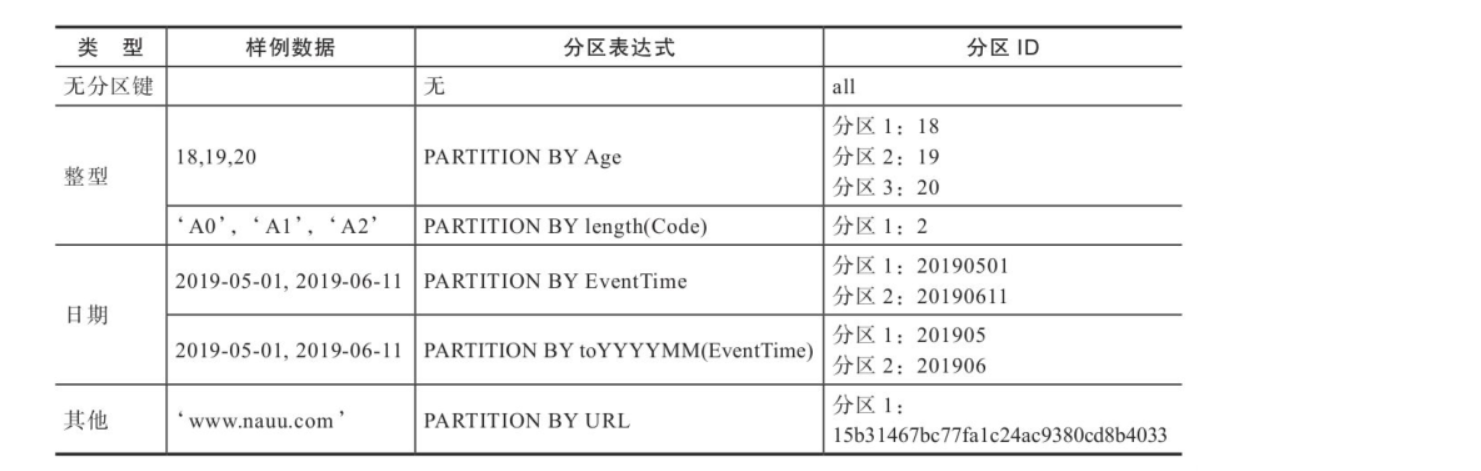 类 型 样例数据 分区表达式 分区 ID
无分区键 无 all
整型
18,19,20 PARTITION BY Age
分区 1：18
分区 2：19
分区 3：20
‘A0’, ‘A1’, ‘A2’ PARTITION BY length(Code) 分区 1：2
日期
2019-05-01, 2019-06-11 PARTITION BY EventTime
分区 1：20190501
分区 2：20190611
2019-05-01, 2019-06-11 PARTITION BY toYYYYMM(EventTime)
分区 1：201905
分区 2：201906
其他 ‘www.nauu.com’ PARTITION BY URL
分区 1：
15b31467bc77fa1c24ac9380cd8b4033